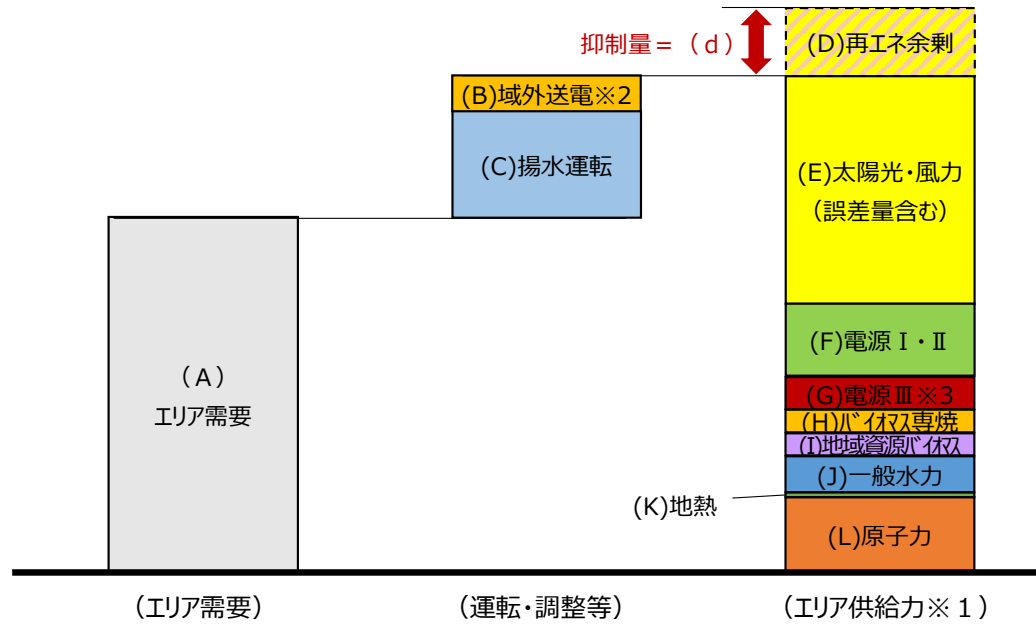 抑制量=（d）
(D)再エネ余剰
(B)域外送電※2
(C)揚水運転
(E)太陽光・風力
（誤差量含む）
(F)電源Ⅰ・Ⅱ
（A）
エリア需要
(G)電源Ⅲ※3
(H)ﾊﾞｲｵﾏｽ専焼
(I)地域資源ﾊﾞｲｵﾏｽ
(J)一般水力
(K)地熱
(L)原子力
（エリア需要）
（運転・調整等）
（エリア供給力※１）